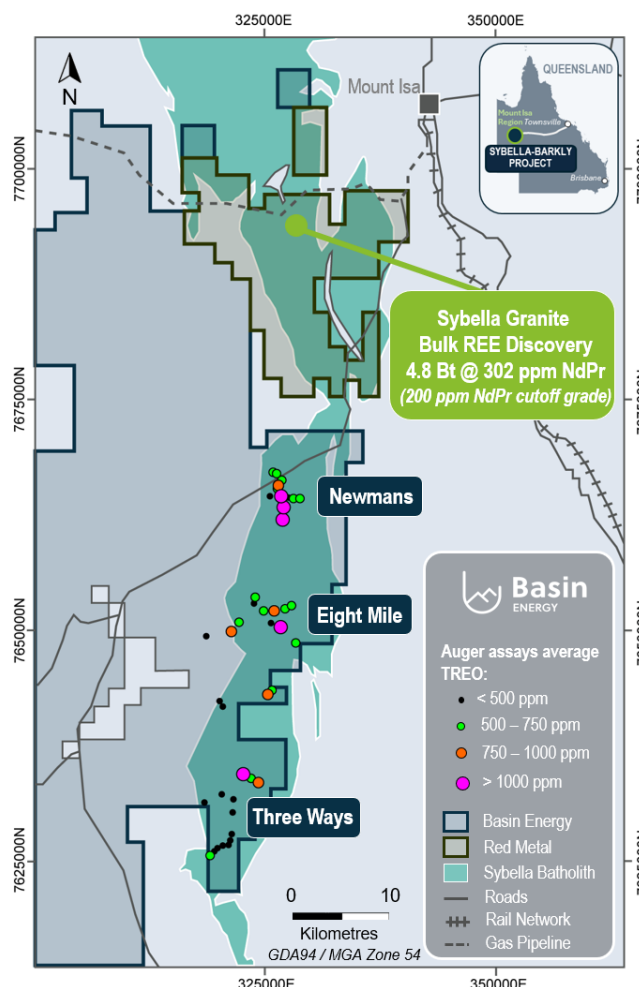 325000E
350000E
N
Mount Isa
QUEENSLAND
Mount Isa
Region
Townsville
SYBELLA-BARKLY
PROJECT
Brisbane
7700000N
7675000N
Sybella Granite
Bulk REE Discovery
4.8 Bt @ 302 ppm NdPr
(200 ppm NdPr cutoff grade)
Newmans
Eight Mile
7650000N
Three Ways
7625000N
Basin
ENERGY
Auger assays average
TREO:
< 500 ppm
500 – 750 ppm
750 – 1000 ppm
> 1000 ppm
Basin Energy
Red Metal
Sybella Batholith
Roads
Rail Network
Gas Pipeline
0 10
Kilometres
GDA94 / MGA Zone 54
325000E
350000E